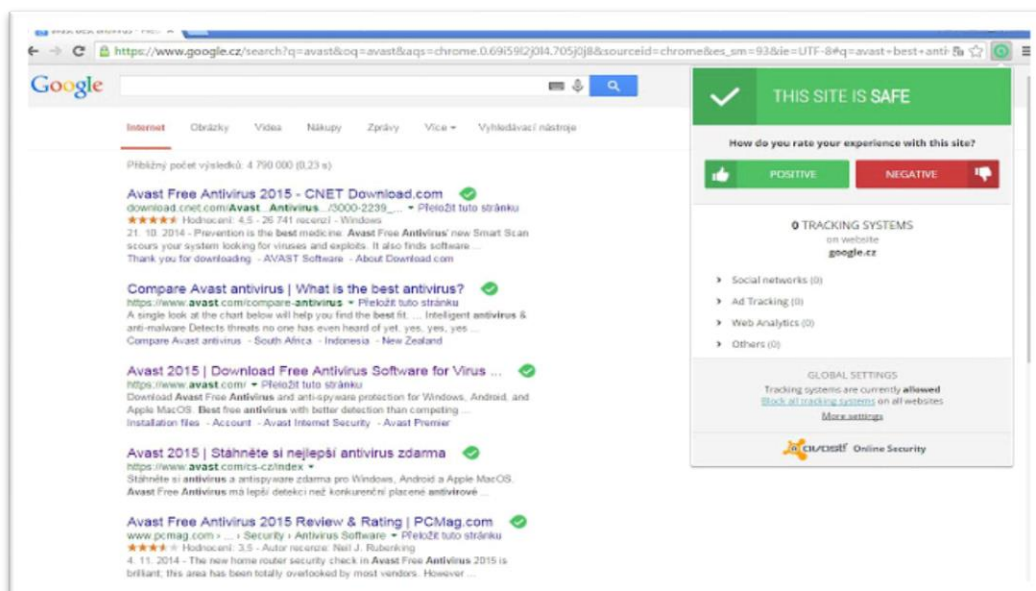 https://www.google.cz/search?q=avast&oq=avast&aqs=chrome.0.69i59l2j0l4.705j0j8&sourceid=chrome&es_sm=93&ie=UTF-8#q=avast+best+anti
Google
Internet Obrázky Videa Nákupy Zprávy Více Vyhledávací nástroje
Přibližný počet výsledků: 4 790 000 (0,23 s)
Avast Free Antivirus 2015 - CNET Download.com
download.cnet.com/Avast_Antivirus.../3000-2239_... Přeložit tuto stránku
Hodnocení: 4,5 - 26 741 recenzí - Windows
21. 10. 2014 - Prevention is the best medicine. Avast Free Antivirus' new Smart Scan
scours your system looking for viruses and exploits. It also finds software ...
Thank you for downloading - AVAST Software - About Download.com
Compare Avast antivirus | What is the best antivirus?
https://www.avast.com/compare-antivirus Přeložit tuto stránku
A single look at the chart below will help you find the best fit. ... Intelligent antivirus &
anti-malware Detects threats no one has even heard of yet. yes, yes, yes ...
Compare Avast antivirus - South Africa - Indonesia - New Zealand
Avast 2015 | Download Free Antivirus Software for Virus ...
https://www.avast.com/ Přeložit tuto stránku
Download Avast Free Antivirus and anti-spyware protection for Windows, Android, and
Apple MacOS. Best free antivirus with better detection than competing ...
Installation files - Account - Avast Internet Security - Avast Premier
Avast 2015 | Stáhněte si nejlepší antivirus zdarma
https://www.avast.com/cs-cz/index
Stáhněte si antivirus a antispyware zdarma pro Windows, Android a Apple MacOS.
Avast Free Antivirus má lepší detekci než konkurenční placené antivirové ...
Avast Free Antivirus 2015 Review & Rating | PCMag.com
www.pcmag.com › ... › Security › Antivirus Software Přeložit tuto stránku
Hodnocení: 3,5 - Autor recenze: Neil J. Rubenking
4. 11. 2014 - The new home router security check in Avast Free Antivirus 2015 is
brilliant; this area has been totally overlooked by most vendors. However ...
THIS SITE IS SAFE
How do you rate your experience with this site?
POSITIVE NEGATIVE
0 TRACKING SYSTEMS
on website
google.cz
Social networks (0)
Ad Tracking (0)
Web Analytics (0)
Others (0)
GLOBAL SETTINGS
Tracking systems are currently allowed
Block all tracking systems on all websites
More settings
avast! Online Security